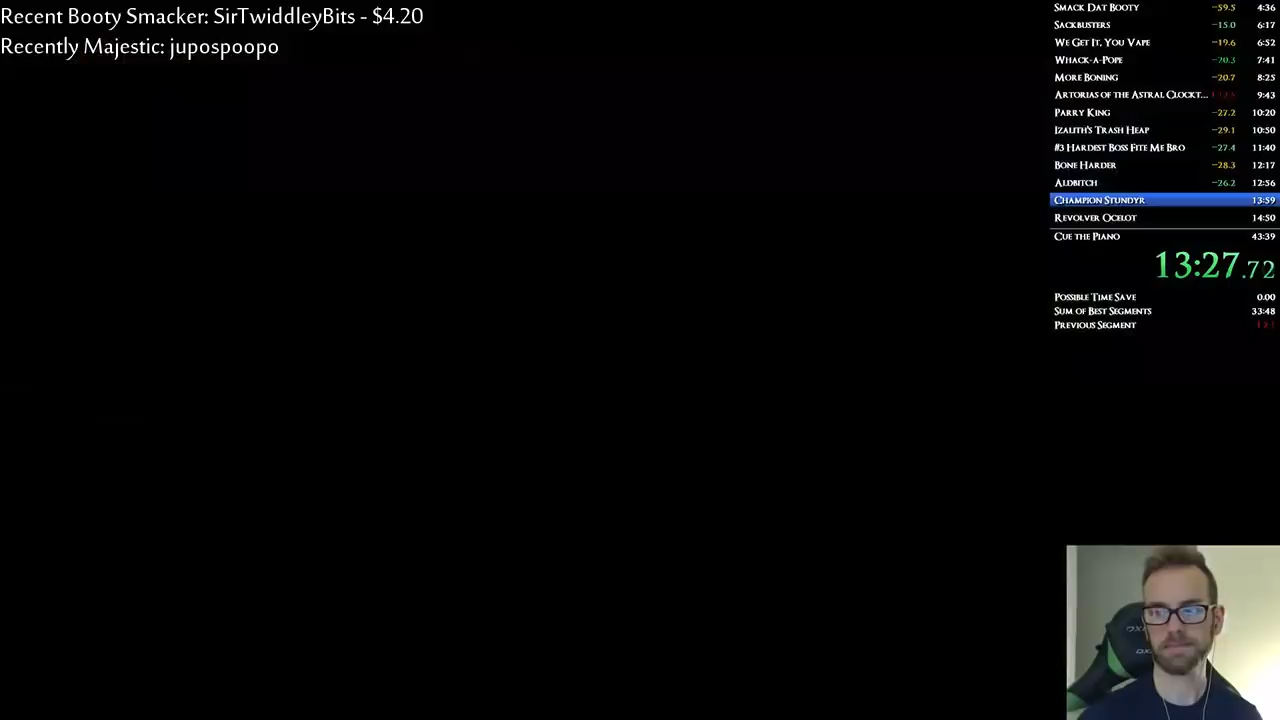 Recent Booty Smacker: SirTwiddleyBits - $4.20
Recently Majestic: jupospoopo
Smack Dat Booty -59.5 4:36
Sackbusters -15.0 6:17
We Get It, You Vape -19.6 6:52
Whack-a-Pope -20.3 7:41
More Boning -20.7 8:25
Artorias of the Astral Clockt... 9:43
Parry King -27.2 10:20
Izalith's Trash Heap -29.1 10:50
#3 Hardest Boss Fite Me Bro -27.4 11:40
Bone Harder -28.3 12:17
Aldbitch -26.2 12:56
Champion Stundyr 13:59
Revolver Ocelot 14:50
Cue the Piano 43:39
13:27.72
Possible Time Save 0.00
Sum of Best Segments 33:48
Previous Segment